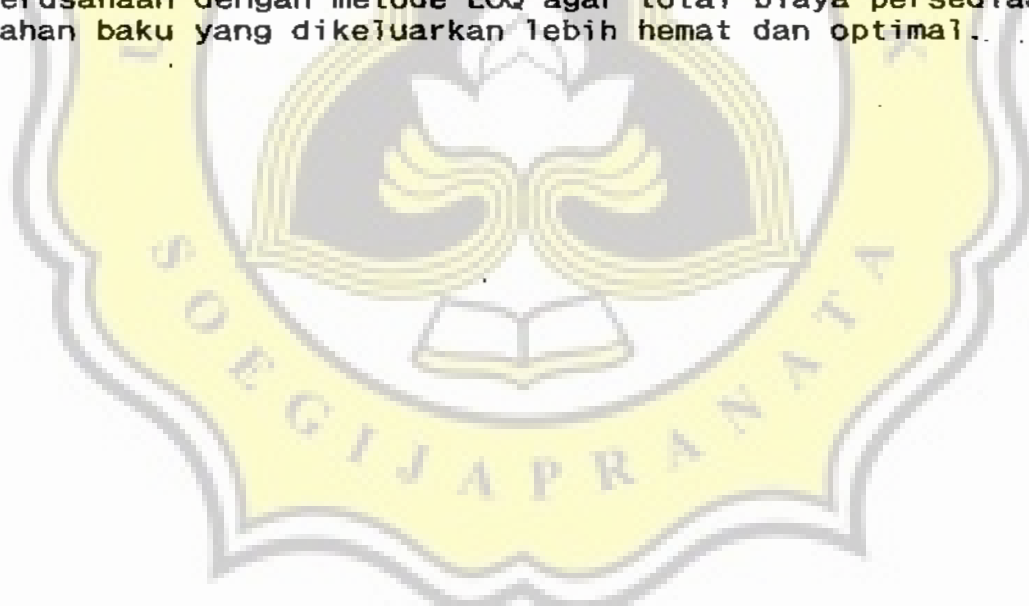 erusahaan dengan metode EOQ agar total biaya persedia
ahan baku yang dikeluarkan lebih hemat dan optimal.
SOEGIJAPRANATA